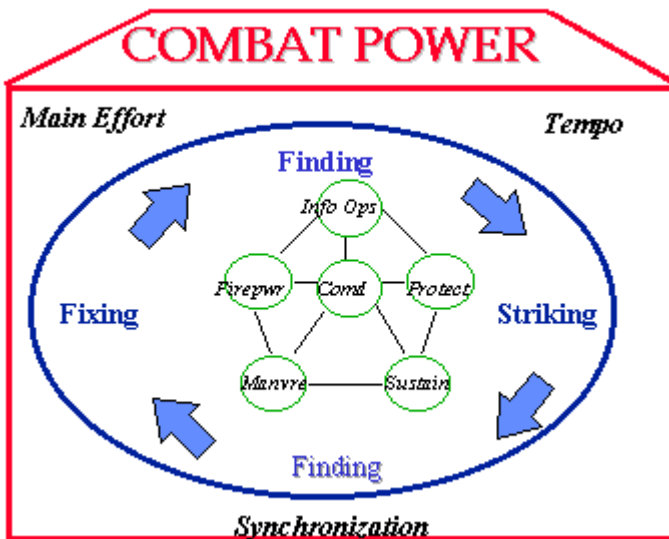 COMBAT POWER
Main Effort
Tempo
Finding
Info Ops
Firepwr
Comd
Protect
Fixing
Striking
Manvre
Sustain
Finding
Synchronization